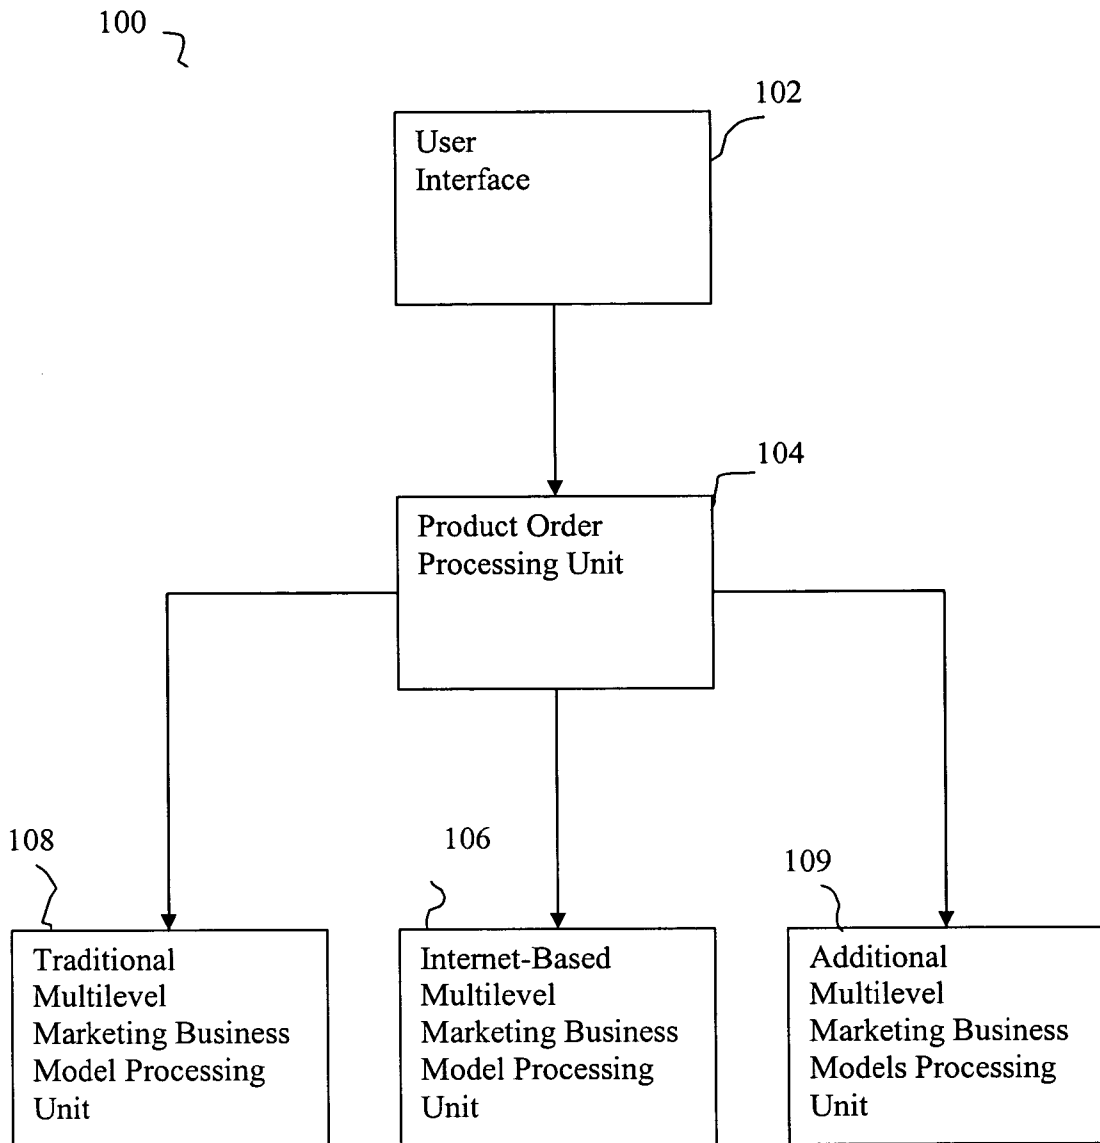 100
102
User
Interface
104
Product Order
Processing Unit
108
106
109
Traditional
Multilevel
Marketing Business
Model Processing
Unit
Internet-Based
Multilevel
Marketing Business
Model Processing
Unit
Additional
Multilevel
Marketing Business
Models Processing
Unit